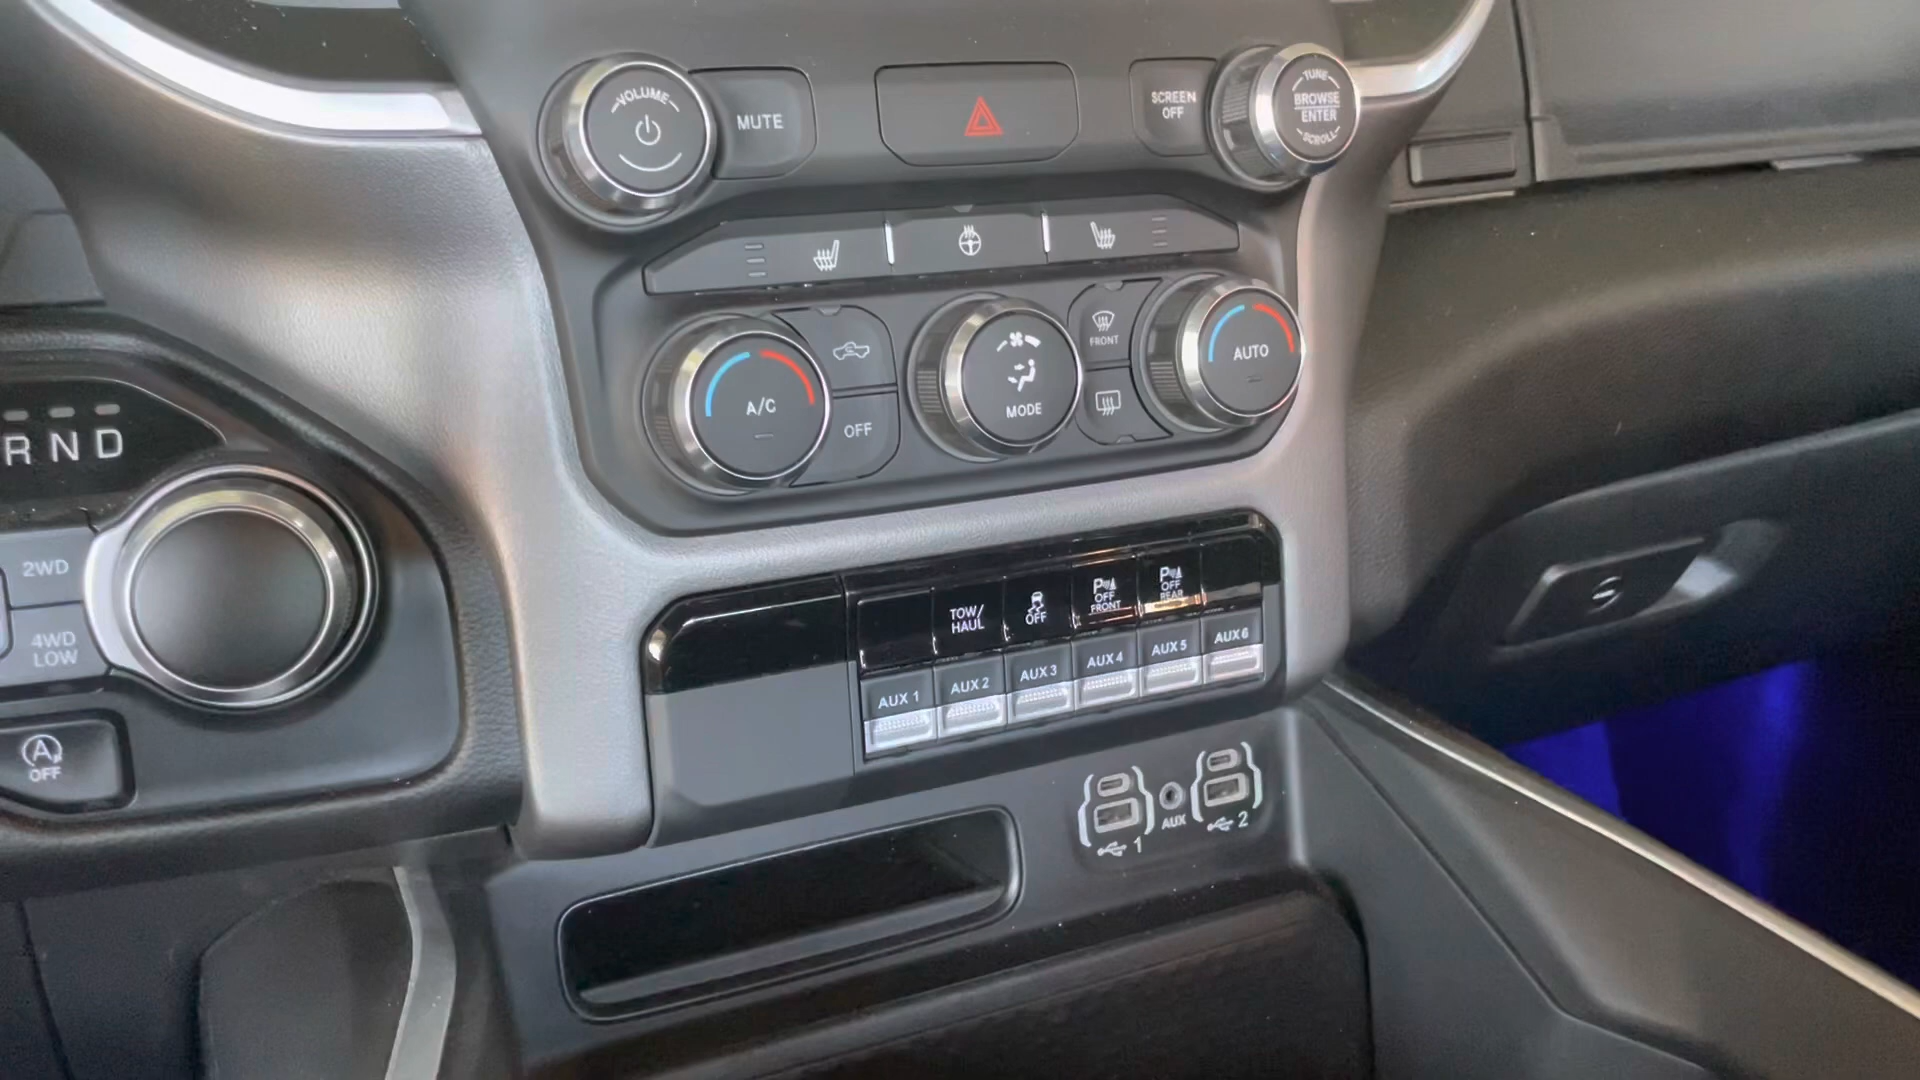 VOLUME
MUTE
SCREEN
OFF
TUNE
BROWSE
ENTER
SCROLL
A/C
OFF
MODE
FRONT
AUTO
R N D
2WD
4WD
LOW
A
OFF
TOW/
HAUL
OFF
P
OFF
FRONT
P
OFF
REAR
AUX 1
AUX 2
AUX 3
AUX 4
AUX 5
AUX 6
1
AUX
2